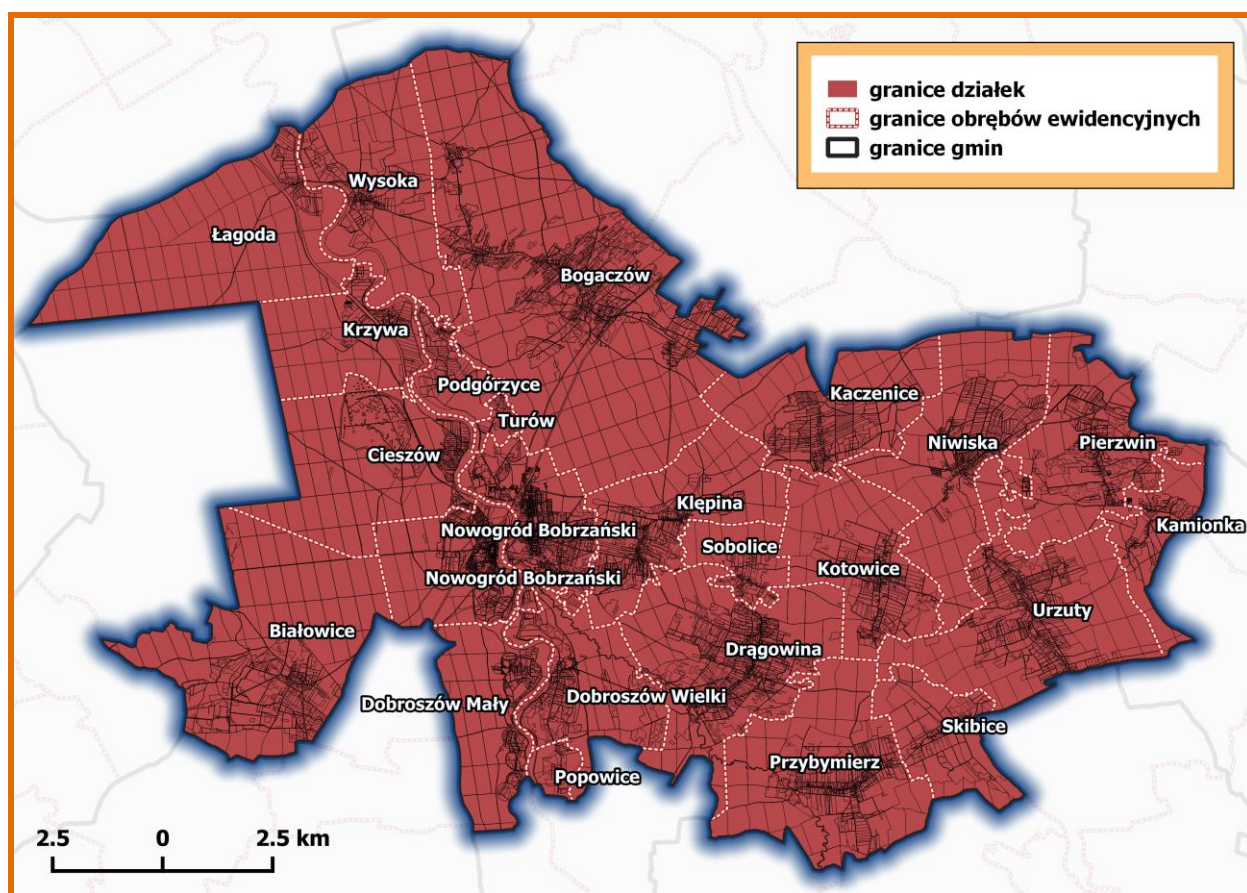 granice działek
granice obrębów ewidencyjnych
granice gmin
Wysoka
Łagoda
Bogaczów
Krzywa
Podgórzyce
Kaczenice
Turów
Niwiska
Pierzwin
Cieszów
Klępina
Kamionka
Nowogród Bobrzański
Sobolice
Kotowice
Nowogród Bobrzański
Urzuty
Białowice
Drągowina
Dobroszów Mały
Dobroszów Wielki
Skibice
Przybymierz
Popowice
2.5 0 2.5 km